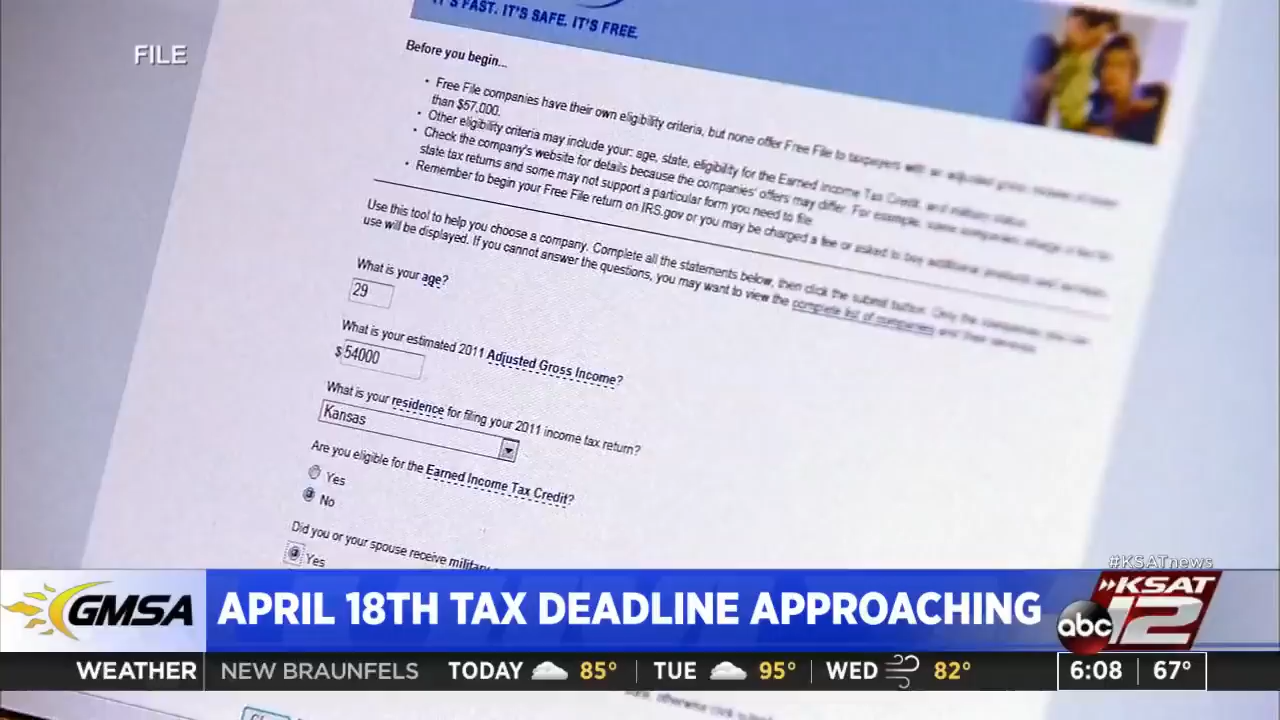 IT'S FAST. IT'S SAFE. IT'S FREE.
FILE
Before you begin...
• Free File companies have their own eligibility criteria, but none offer Free File to taxpayers with an adjusted gross income of
than $57,000.
• Other eligibility criteria may include your: age, state, eligibility for the Earned Income Tax Credit, and military status.
• Check the company's website for details because the companies' offers may differ. For example, some companies charge a fee for
state tax returns and some may not support a particular form you need to file.
• Remember to begin your Free File return on IRS.gov or you may be charged a fee or asked to buy additional products and services.
Use this tool to help you choose a company. Complete all the statements below, then click the submit button. Only the companies you can
use will be displayed. If you cannot answer the questions, you may want to view the complete list of companies and their services.
What is your age?
29
What is your estimated 2011 Adjusted Gross Income?
$ 54000
What is your residence for filing your 2011 income tax return?
Kansas
Are you eligible for the Earned Income Tax Credit?
Yes
No
Did you or your spouse receive military
Yes
#KSATnews
GMSA APRIL 18TH TAX DEADLINE APPROACHING abc KSAT 12
WEATHER NEW BRAUNFELS TODAY 85° TUE 95° WED 82° 6:08 67°